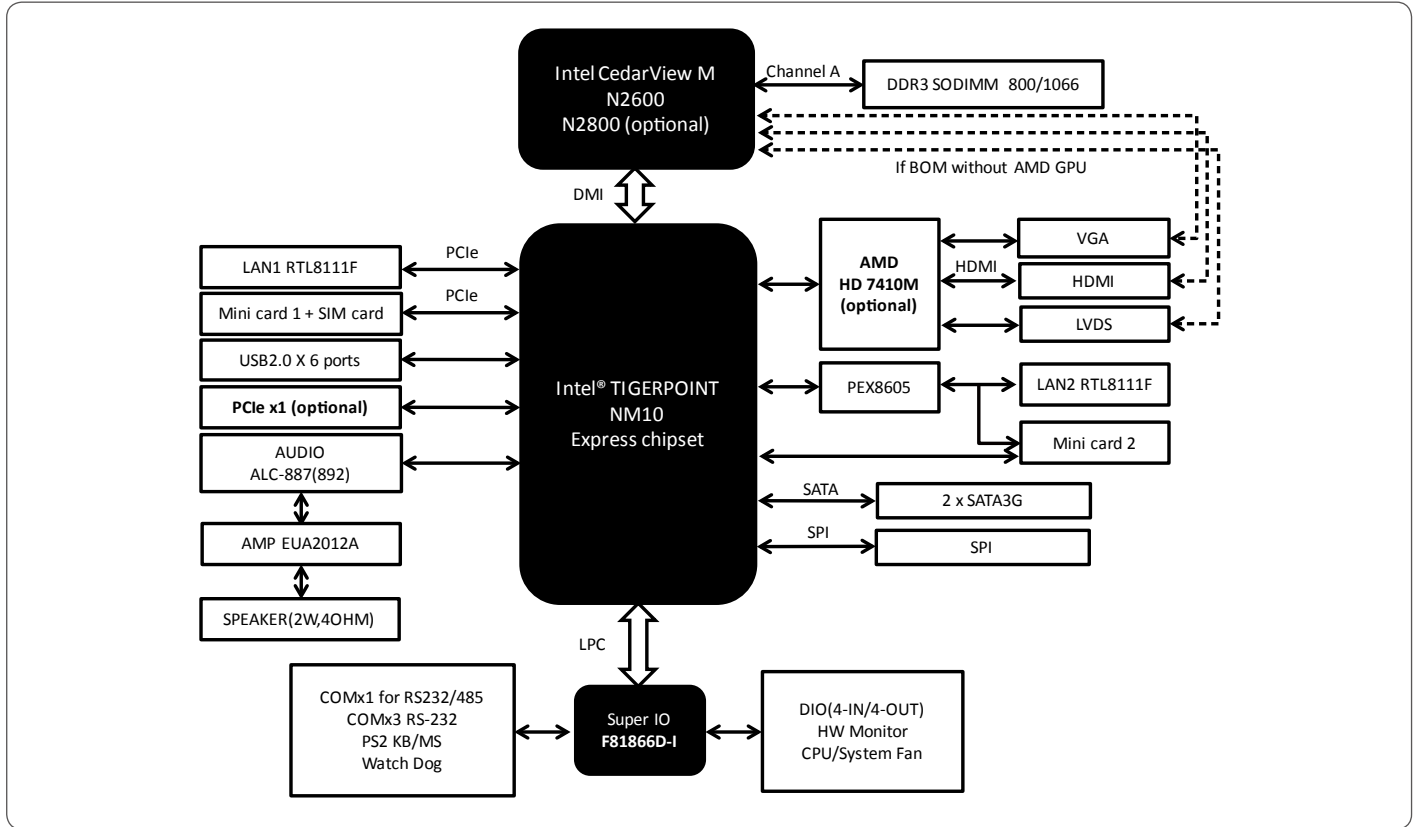 Intel CedarView M
N2600
N2800 (optional)
Channel A
DDR3 SODIMM 800/1066
If BOM without AMD GPU
DMI
LAN1 RTL8111F
PCIe
Mini card 1 + SIM card
PCIe
USB2.0 X 6 ports
PCIe x1 (optional)
AUDIO
ALC-887(892)
AMP EUA2012A
SPEAKER(2W,4OHM)
Intel® TIGERPOINT
NM10
Express chipset
AMD
HD 7410M
(optional)
VGA
HDMI
HDMI
LVDS
PEX8605
LAN2 RTL8111F
Mini card 2
SATA
2 x SATA3G
SPI
SPI
LPC
COMx1 for RS232/485
COMx3 RS-232
PS2 KB/MS
Watch Dog
Super IO
F81866D-I
DIO(4-IN/4-OUT)
HW Monitor
CPU/System Fan